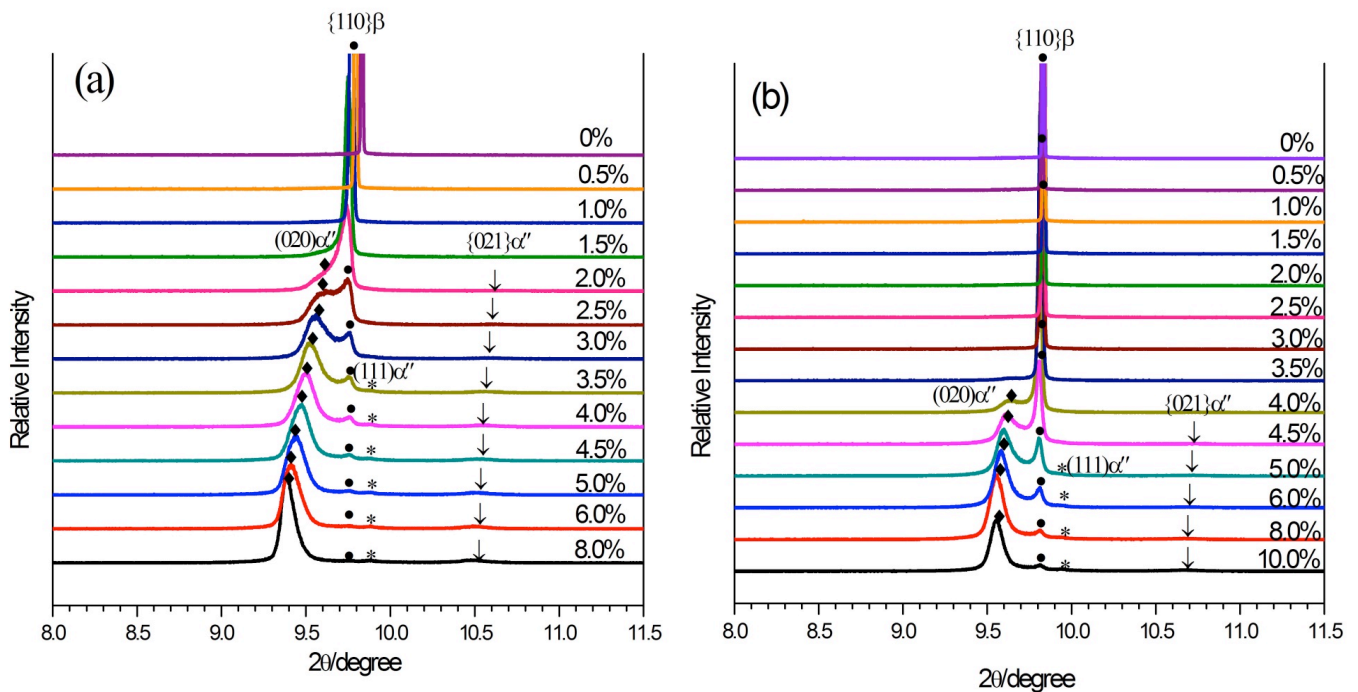 (a)
{110}β
0%
0.5%
1.0%
1.5%
(020)α″
{021}α″
2.0%
2.5%
3.0%
(111)α″
3.5%
4.0%
4.5%
5.0%
6.0%
8.0%
Relative Intensity
8.0 8.5 9.0 9.5 10.0 10.5 11.0 11.5
2θ/degree
(b)
{110}β
0%
0.5%
1.0%
1.5%
2.0%
2.5%
3.0%
3.5%
(020)α″
{021}α″
4.0%
4.5%
(111)α″
5.0%
6.0%
8.0%
10.0%
Relative Intensity
8.0 8.5 9.0 9.5 10.0 10.5 11.0 11.5
2θ/degree